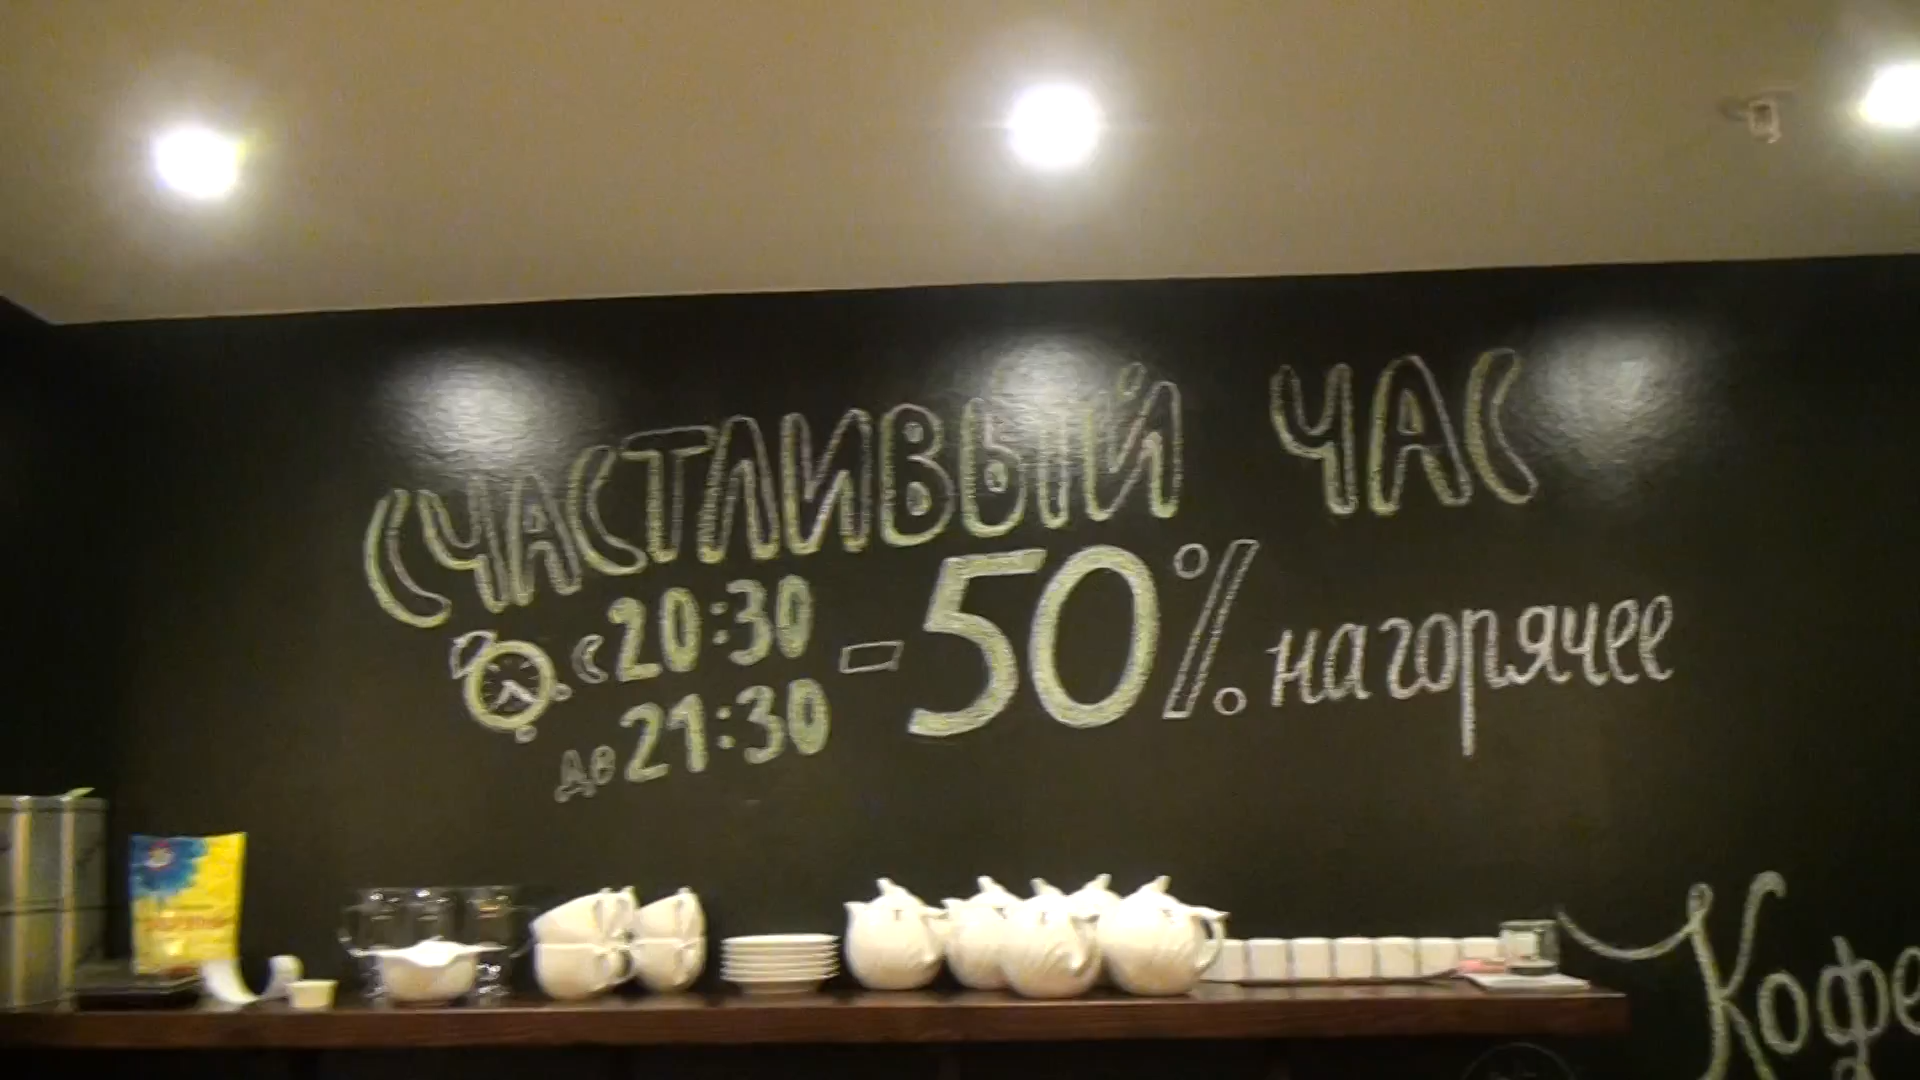 СЧАСТЛИВЫЙ ЧАС
с 20:30
до 21:30
-50% на горячее
Кофе